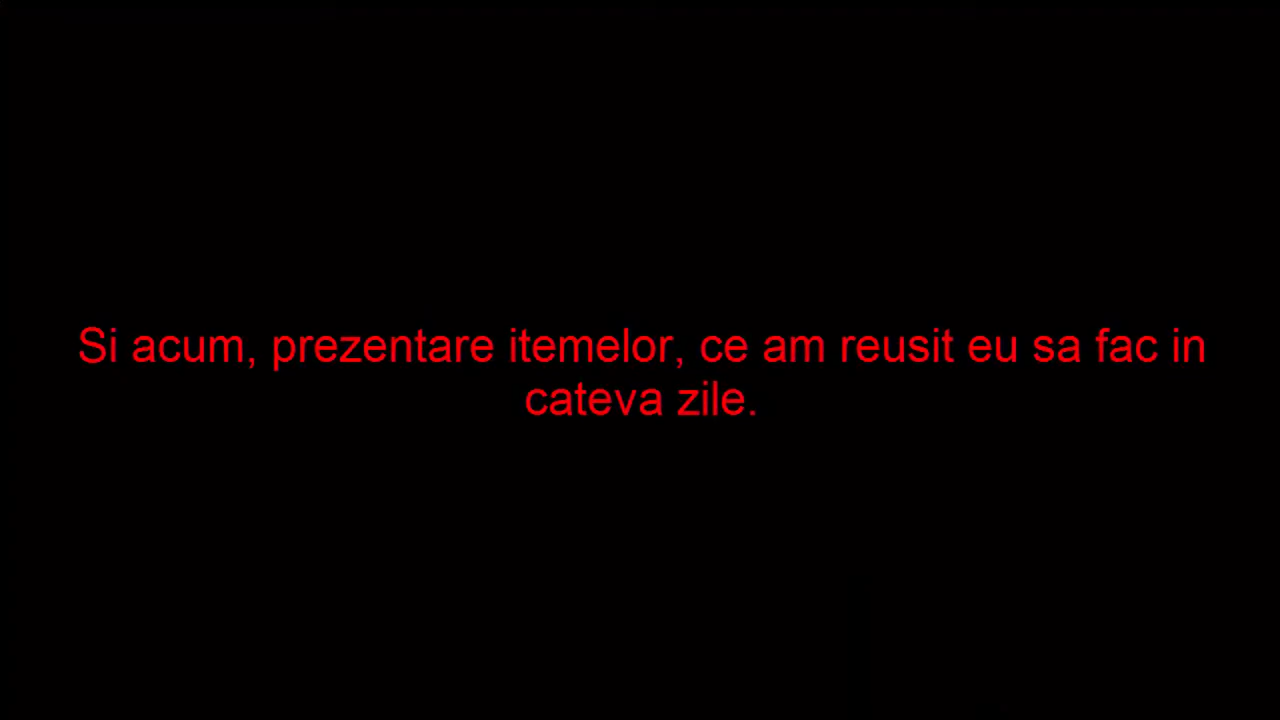 Si acum, prezentare itemelor, ce am reusit eu sa fac in
cateva zile.